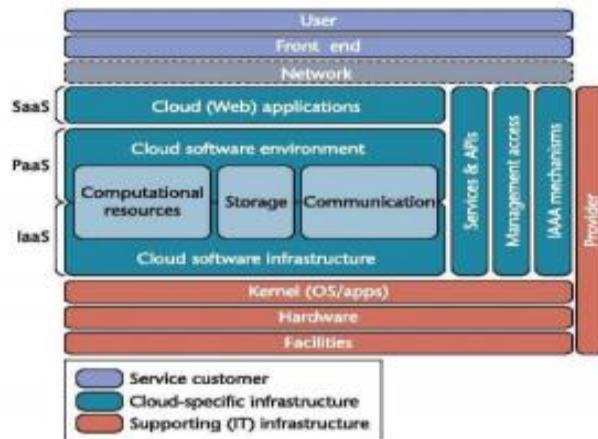 User
Front end
Network
SaaS
Cloud (Web) applications
PaaS
Cloud software environment
Computational
resources
Storage
Communication
IaaS
Cloud software infrastructure
Services & APIs
Management access
IAAA mechanisms
Provider
Kernel (OS/apps)
Hardware
Facilities
Service customer
Cloud-specific infrastructure
Supporting (IT) infrastructure